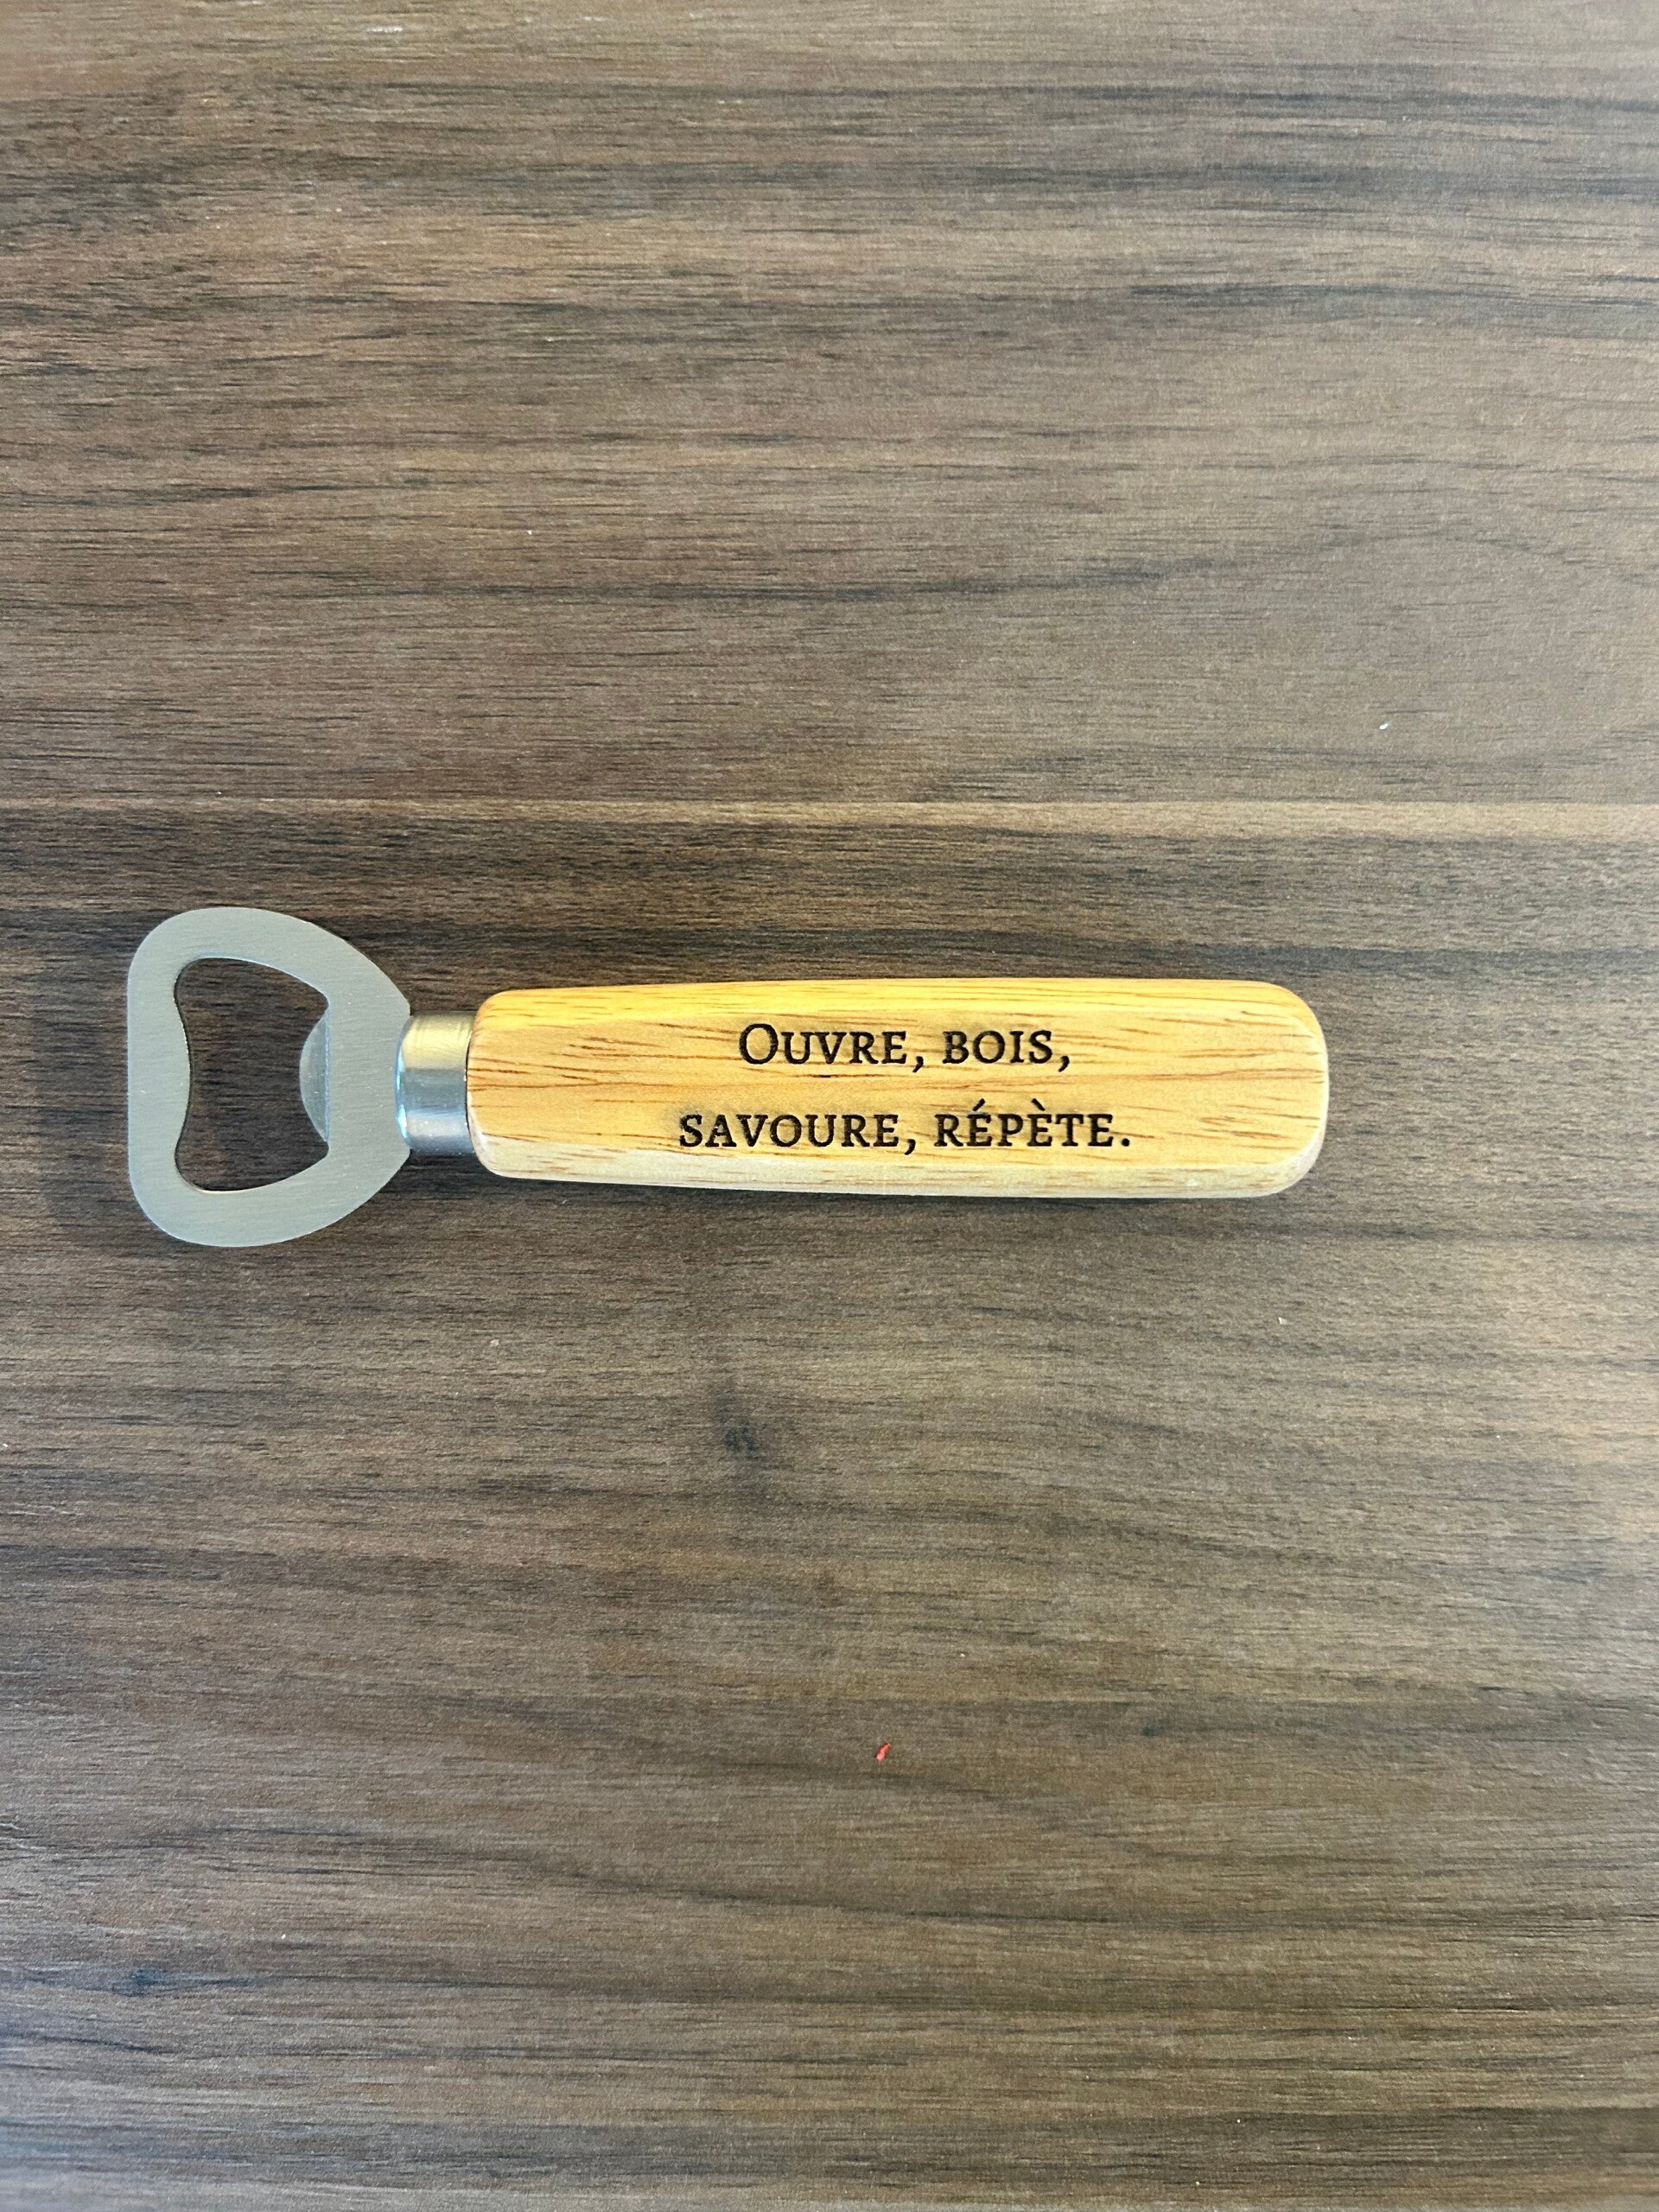 Ouvre, bois,
savoure, répète.